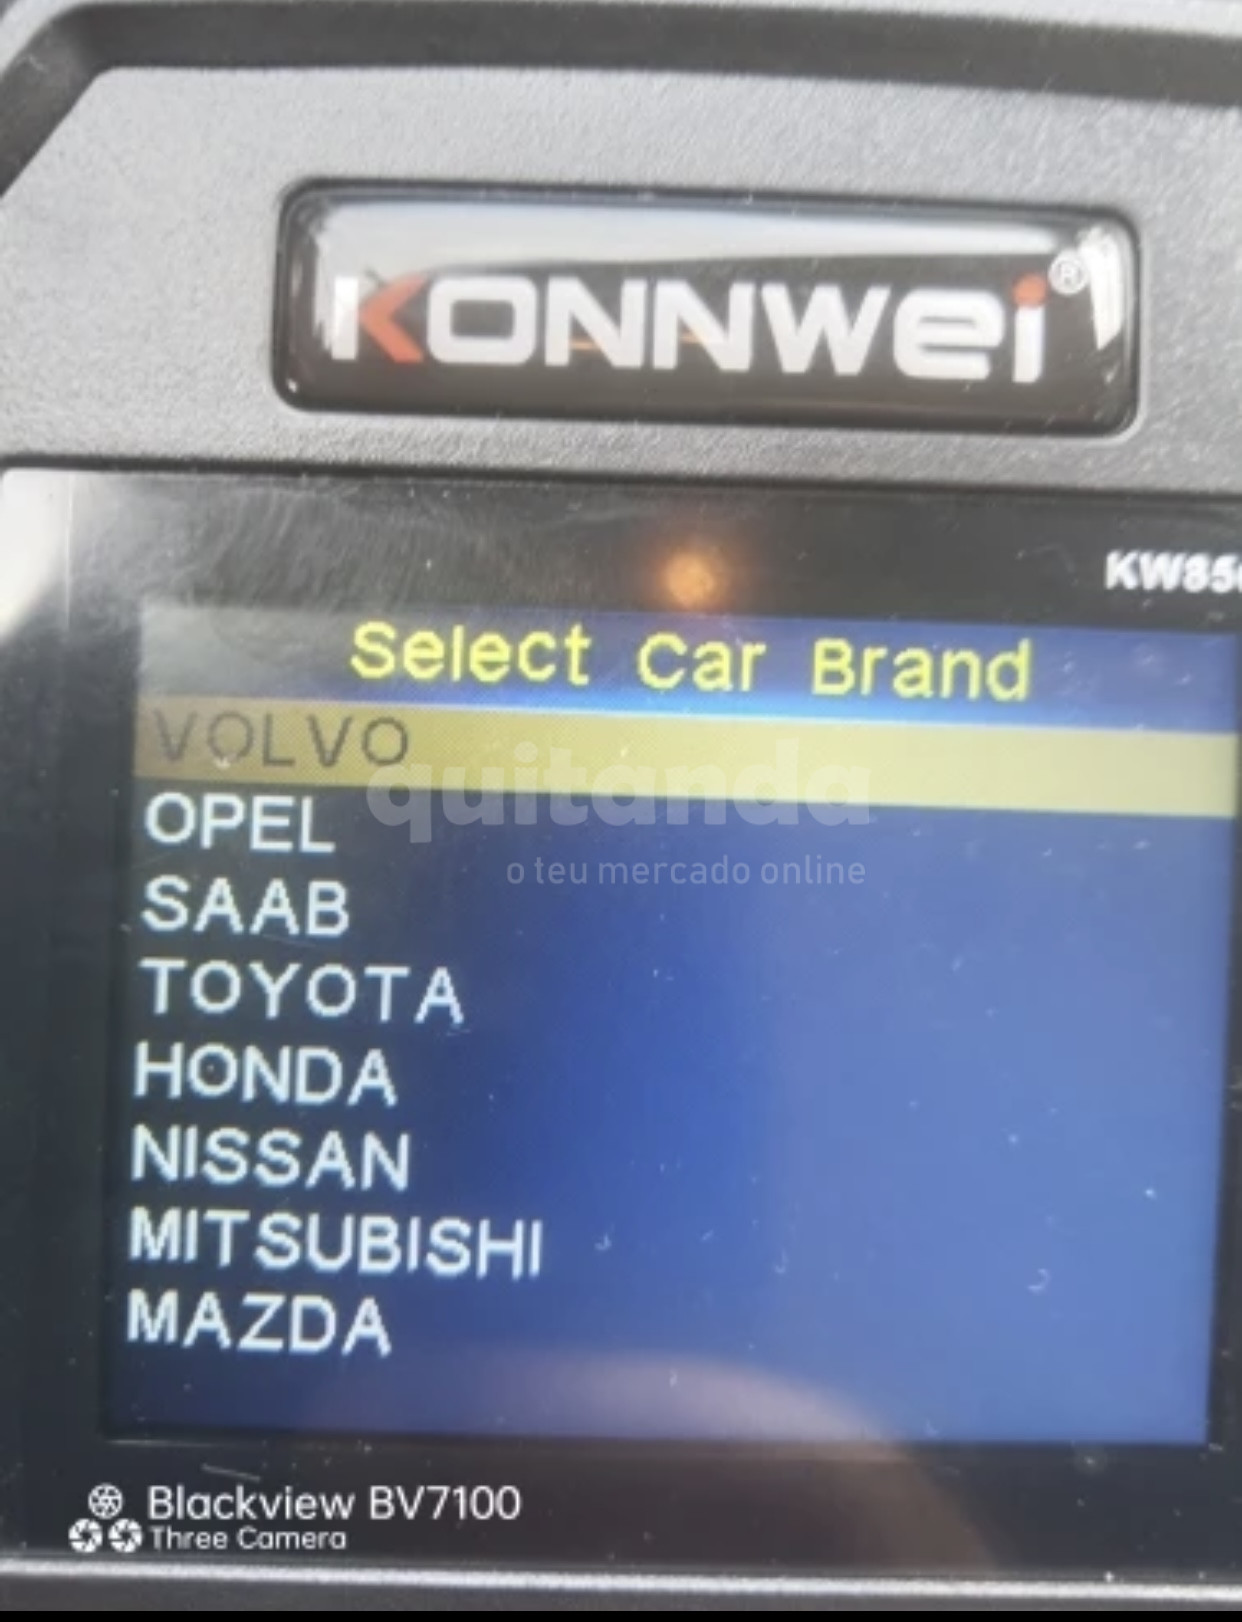 KONNWei®
KW850
Select Car Brand
VOLVO
quitanda
OPEL
o teu mercado online
SAAB
TOYOTA
HONDA
NISSAN
MITSUBISHI
MAZDA
Blackview BV7100
Three Camera